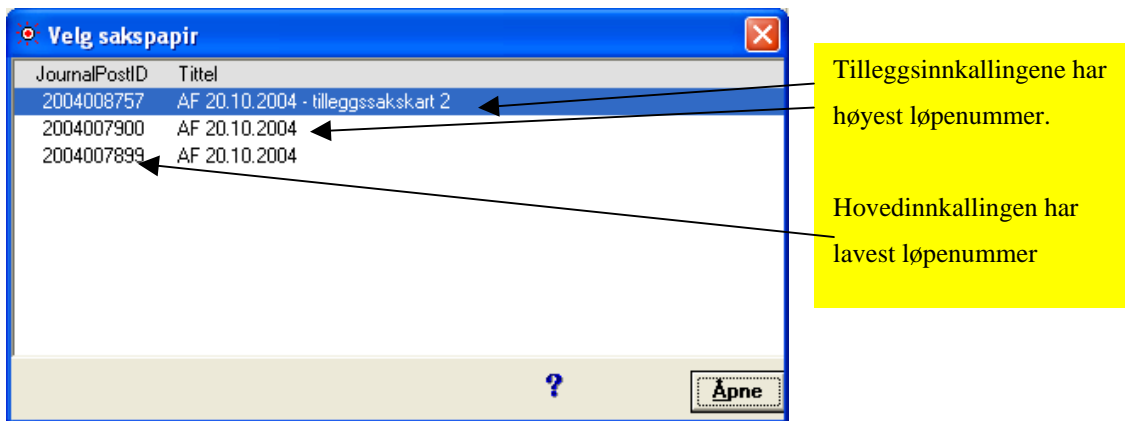 Velg sakspapir
JournalPostID Tittel
2004008757 AF 20.10.2004 - tilleggssakskart 2
2004007900 AF 20.10.2004
2004007899 AF 20.10.2004
?
Åpne
Tilleggsinnkallingene har
høyest løpenummer.
Hovedinnkallingen har
lavest løpenummer